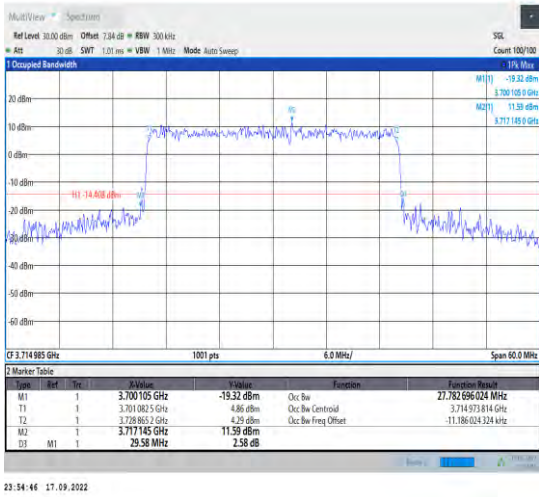 MultiView Spectrum
Ref Level 30.00 dBm Offset 7.84 dB RBW 300 kHz SGL
Att 30 dB SWT 1.01 ms VBW 1 MHz Mode Auto Sweep Count 100/100
1 Occupied Bandwidth 1Pk Max
M1[1] -19.32 dBm
3.700 105 0 GHz
M2[1] 11.59 dBm
3.717 145 0 GHz
20 dBm
10 dBm
0 dBm
-10 dBm
H1 -14.408 dBm
-20 dBm
-30 dBm
-40 dBm
-50 dBm
-60 dBm
CF 3.714 985 GHz 1001 pts 6.0 MHz/ Span 60.0 MHz
2 Marker Table
Type Ref Trc X-Value Y-Value Function Function Result
M1 1 3.700 105 GHz -19.32 dBm Occ Bw 27.782 696 024 MHz
T1 1 3.701 082 5 GHz 4.86 dBm Occ Bw Centroid 3.714 973 814 GHz
T2 1 3.728 865 2 GHz 4.29 dBm Occ Bw Freq Offset -11.186 024 324 kHz
M2 1 3.717 145 GHz 11.59 dBm
D3 M1 1 29.58 MHz 2.58 dB
23:54:46 17.09.2022